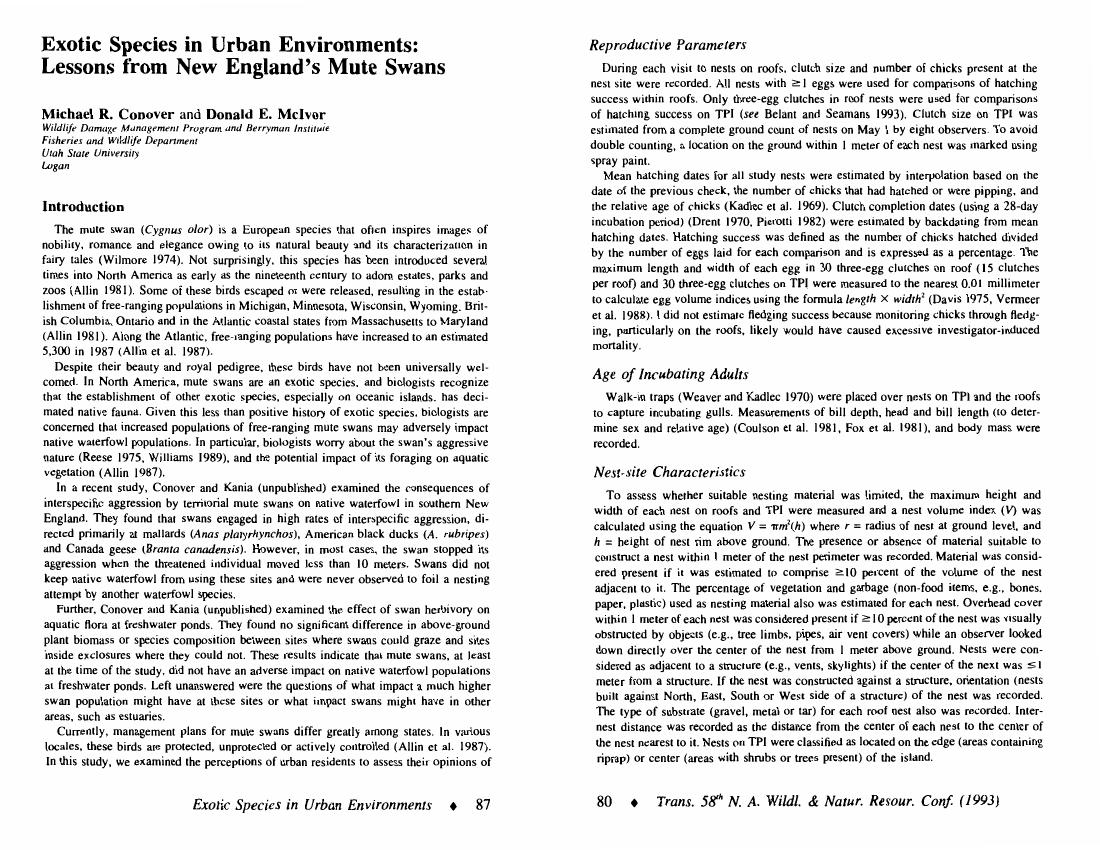 Exotic Species in Urban Environments:
Lessons from New England's Mute Swans
Michael R. Conover and Donald E. McIvor
Wildlife Damage Management Program and Berryman Institute
Fisheries and Wildlife Department
Utah State University
Logan
Introduction
The mute swan (Cygnus olor) is a European species that often inspires images of
nobility, romance and elegance owing to its natural beauty and its characterization in
fairy tales (Wilmore 1974). Not surprisingly, this species has been introduced several
times into North America as early as the nineteenth century to adorn estates, parks and
zoos (Allin 1981). Some of these birds escaped or were released, resulting in the estab-
lishment of free-ranging populations in Michigan, Minnesota, Wisconsin, Wyoming, Brit-
ish Columbia, Ontario and in the Atlantic coastal states from Massachusetts to Maryland
(Allin 1981). Along the Atlantic, free-ranging populations have increased to an estimated
5,300 in 1987 (Allin et al. 1987).
Despite their beauty and royal pedigree, these birds have not been universally wel-
comed. In North America, mute swans are an exotic species, and biologists recognize
that the establishment of other exotic species, especially on oceanic islands, has deci-
mated native fauna. Given this less than positive history of exotic species, biologists are
concerned that increased populations of free-ranging mute swans may adversely impact
native waterfowl populations. In particular, biologists worry about the swan's aggressive
nature (Reese 1975, Williams 1989), and the potential impact of its foraging on aquatic
vegetation (Allin 1987).
In a recent study, Conover and Kania (unpublished) examined the consequences of
interspecific aggression by territorial mute swans on native waterfowl in southern New
England. They found that swans engaged in high rates of interspecific aggression, di-
rected primarily at mallards (Anas platyrhynchos), American black ducks (A. rubripes)
and Canada geese (Branta canadensis). However, in most cases, the swan stopped its
aggression when the threatened individual moved less than 10 meters. Swans did not
keep native waterfowl from using these sites and were never observed to foil a nesting
attempt by another waterfowl species.
Further, Conover and Kania (unpublished) examined the effect of swan herbivory on
aquatic flora at freshwater ponds. They found no significant difference in above-ground
plant biomass or species composition between sites where swans could graze and sites
inside exclosures where they could not. These results indicate that mute swans, at least
at the time of the study, did not have an adverse impact on native waterfowl populations
at freshwater ponds. Left unanswered were the questions of what impact a much higher
swan population might have at these sites or what impact swans might have in other
areas, such as estuaries.
Currently, management plans for mute swans differ greatly among states. In various
locales, these birds are protected, unprotected or actively controlled (Allin et al. 1987).
In this study, we examined the perceptions of urban residents to assess their opinions of
Exotic Species in Urban Environments ♦ 87
Reproductive Parameters
During each visit to nests on roofs, clutch size and number of chicks present at the
nest site were recorded. All nests with ≥1 eggs were used for comparisons of hatching
success within roofs. Only three-egg clutches in roof nests were used for comparisons
of hatching success on TPI (see Belant and Seamans 1993). Clutch size on TPI was
estimated from a complete ground count of nests on May 1 by eight observers. To avoid
double counting, a location on the ground within 1 meter of each nest was marked using
spray paint.
Mean hatching dates for all study nests were estimated by interpolation based on the
date of the previous check, the number of chicks that had hatched or were pipping, and
the relative age of chicks (Kadlec et al. 1969). Clutch completion dates (using a 28-day
incubation period) (Drent 1970, Pierotti 1982) were estimated by backdating from mean
hatching dates. Hatching success was defined as the number of chicks hatched divided
by the number of eggs laid for each comparison and is expressed as a percentage. The
maximum length and width of each egg in 30 three-egg clutches on roof (15 clutches
per roof) and 30 three-egg clutches on TPI were measured to the nearest 0.01 millimeter
to calculate egg volume indices using the formula length × width² (Davis 1975, Vermeer
et al. 1988). I did not estimate fledging success because monitoring chicks through fledg-
ing, particularly on the roofs, likely would have caused excessive investigator-induced
mortality.
Age of Incubating Adults
Walk-in traps (Weaver and Kadlec 1970) were placed over nests on TPI and the roofs
to capture incubating gulls. Measurements of bill depth, head and bill length (to deter-
mine sex and relative age) (Coulson et al. 1981, Fox et al. 1981), and body mass were
recorded.
Nest-site Characteristics
To assess whether suitable nesting material was limited, the maximum height and
width of each nest on roofs and TPI were measured and a nest volume index (V) was
calculated using the equation V = πm²(h) where r = radius of nest at ground level, and
h = height of nest rim above ground. The presence or absence of material suitable to
construct a nest within 1 meter of the nest perimeter was recorded. Material was consid-
ered present if it was estimated to comprise ≥10 percent of the volume of the nest
adjacent to it. The percentage of vegetation and garbage (non-food items, e.g., bones,
paper, plastic) used as nesting material also was estimated for each nest. Overhead cover
within 1 meter of each nest was considered present if ≥10 percent of the nest was visually
obstructed by objects (e.g., tree limbs, pipes, air vent covers) while an observer looked
down directly over the center of the nest from 1 meter above ground. Nests were con-
sidered as adjacent to a structure (e.g., vents, skylights) if the center of the next was ≤1
meter from a structure. If the nest was constructed against a structure, orientation (nests
built against North, East, South or West side of a structure) of the nest was recorded.
The type of substrate (gravel, metal or tar) for each roof nest also was recorded. Inter-
nest distance was recorded as the distance from the center of each nest to the center of
the nest nearest to it. Nests on TPI were classified as located on the edge (areas containing
riprap) or center (areas with shrubs or trees present) of the island.
80 ♦ Trans. 58th N. A. Wildl. & Natur. Resour. Conf. (1993)